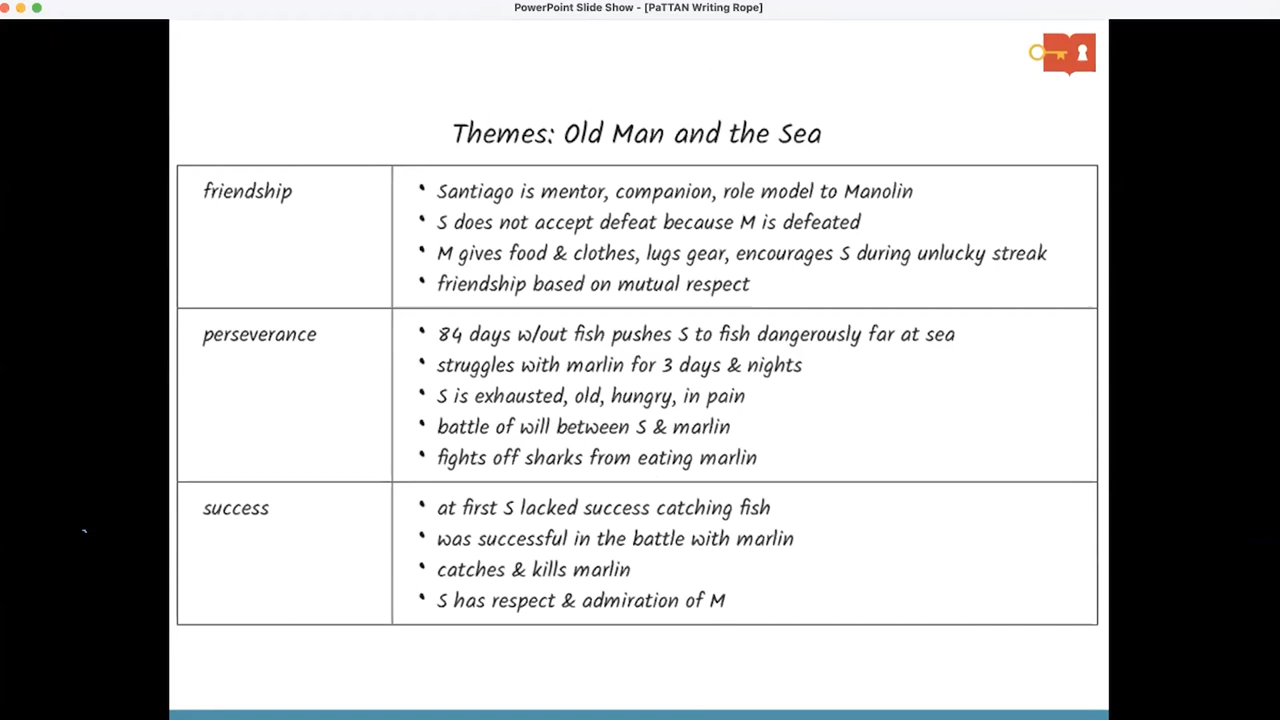 PowerPoint Slide Show - [PaTTAN Writing Rope]
Themes: Old Man and the Sea
friendship
• Santiago is mentor, companion, role model to Manolin
• S does not accept defeat because M is defeated
• M gives food & clothes, lugs gear, encourages S during unlucky streak
• friendship based on mutual respect
perseverance
• 84 days w/out fish pushes S to fish dangerously far at sea
• struggles with marlin for 3 days & nights
• S is exhausted, old, hungry, in pain
• battle of will between S & marlin
• fights off sharks from eating marlin
success
• at first S lacked success catching fish
• was successful in the battle with marlin
• catches & kills marlin
• S has respect & admiration of M